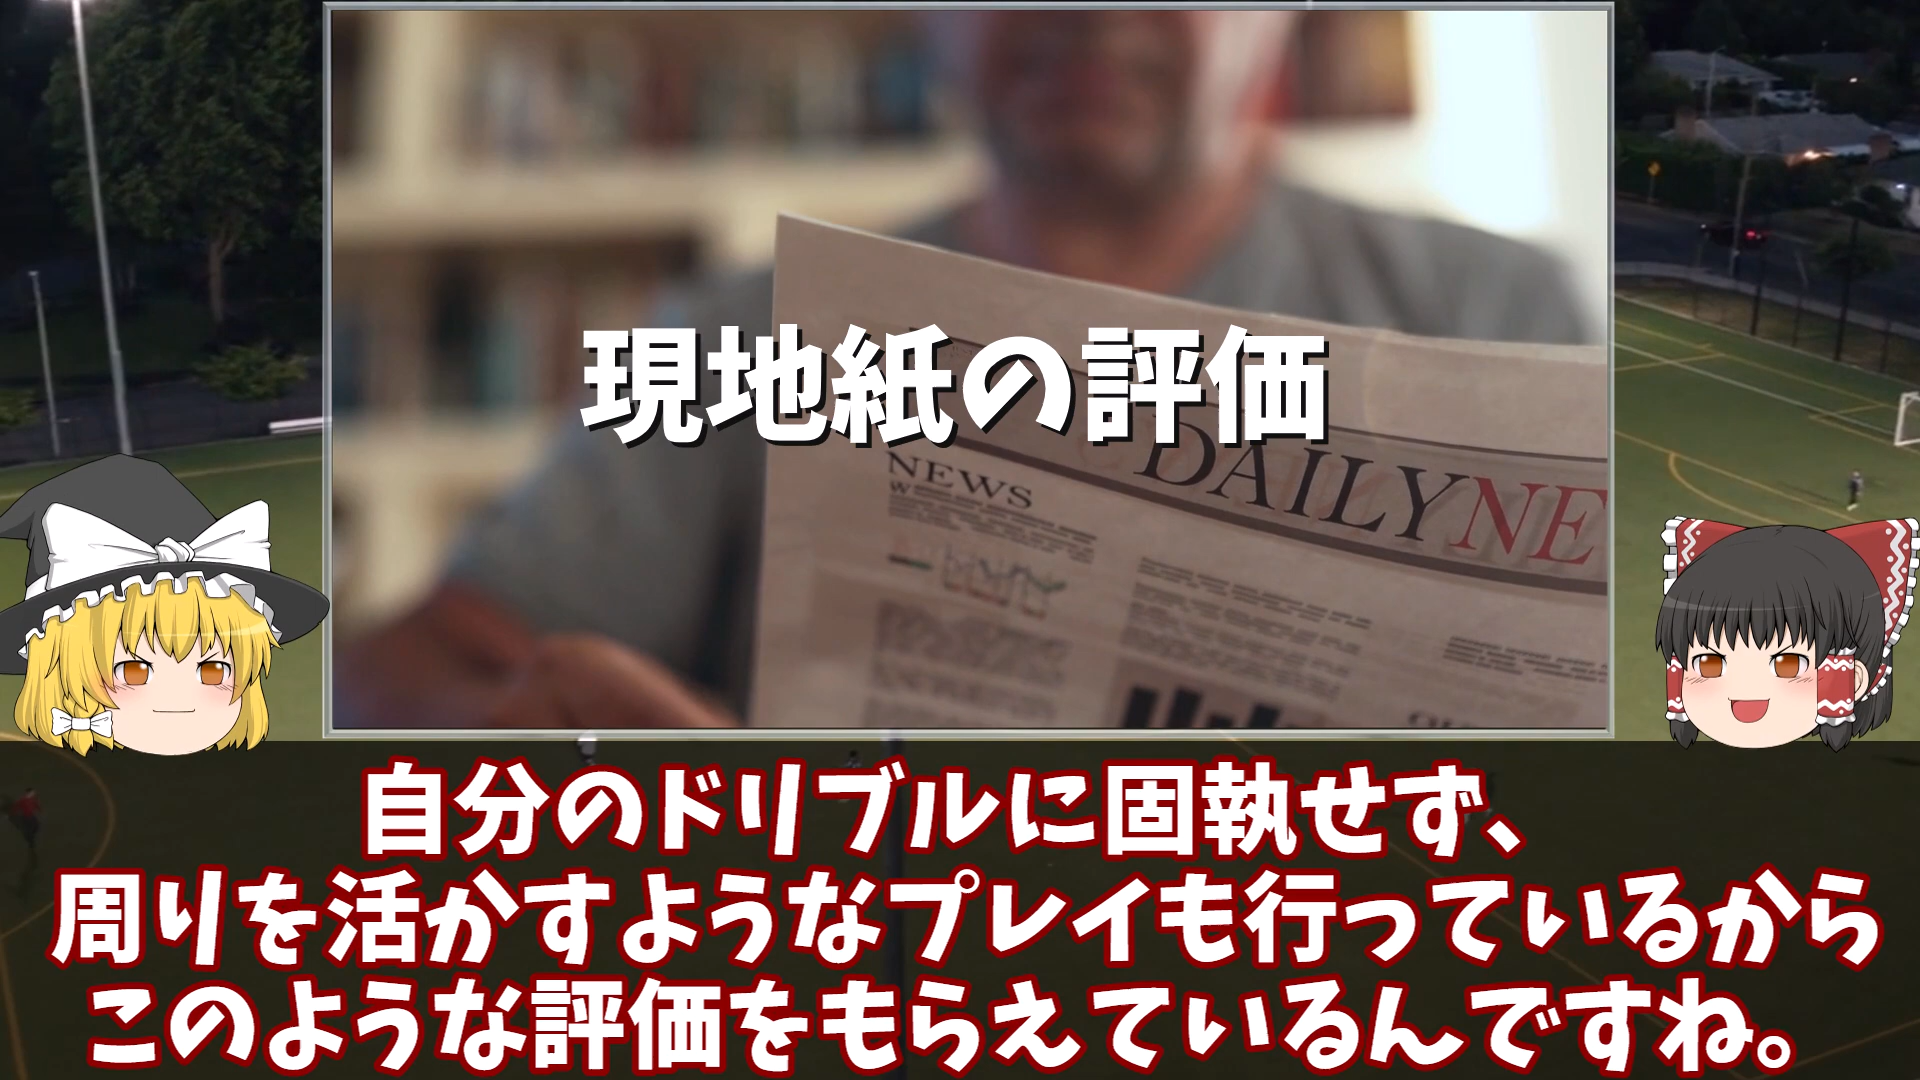 現地紙の評価
DAILYNE
NEWS
自分のドリブルに固執せず、
周りを活かすようなプレイも行っているから
このような評価をもらえているんですね。